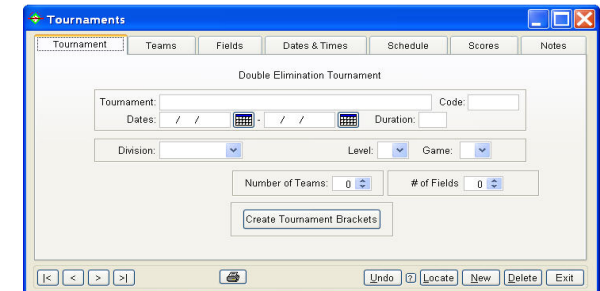 Tournaments
Tournament Teams Fields Dates & Times Schedule Scores Notes
Double Elimination Tournament
Tournament: Code:
Dates: / / - / / Duration:
Division: Level: Game:
Number of Teams: 0 # of Fields 0
Create Tournament Brackets
|< < > >| Undo ? Locate New Delete Exit